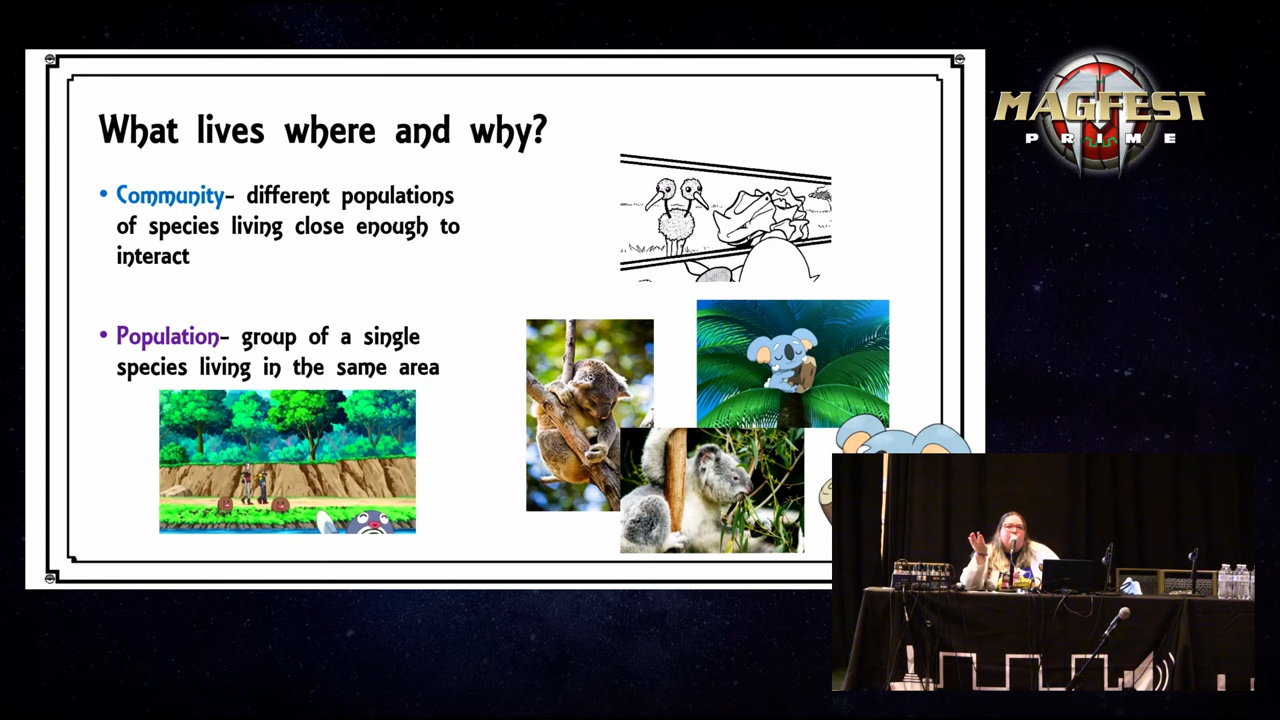 What lives where and why?
• Community- different populations
of species living close enough to
interact
• Population- group of a single
species living in the same area
MAGFEST
PRIME